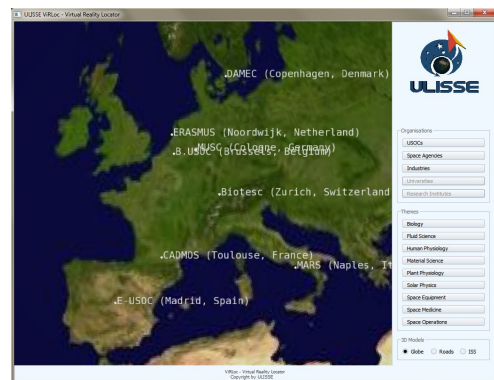 ULISSE ViRLoc - Virtual Reality Locator
DAMEC (Copenhagen, Denmark)
ERASMUS (Noordwijk, Netherland)
MUSC (Cologne, Germany)
B.USOC (Brussels, Belgium)
Biotesc (Zurich, Switzerland
CADMOS (Toulouse, France)
MARS (Naples, It
E-USOC (Madrid, Spain)
ULISSE
Organisations
USOCs
Space Agencies
Industries
Universities
Research Institutes
Themes
Biology
Fluid Science
Human Physiology
Material Science
Plant Physiology
Solar Physics
Space Equipment
Space Medicine
Space Operations
3D Models
Globe Roads ISS
ViRLoc - Virtual Reality Locator
Copyright by ULISSE